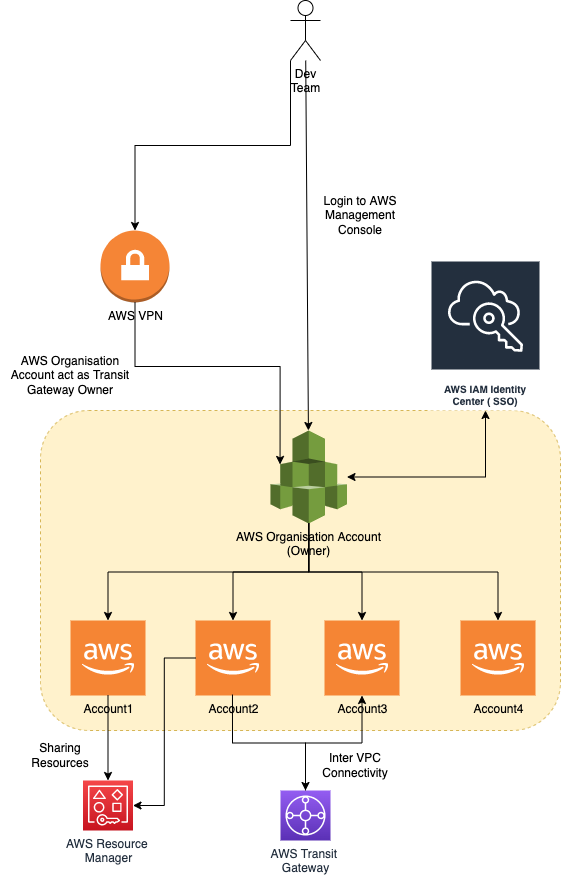 Dev
Team
Login to AWS
Management
Console
AWS VPN
AWS Organisation
Account act as Transit
Gateway Owner
AWS IAM Identity
Center ( SSO)
AWS Organisation Account
(Owner)
aws
aws
aws
aws
Account1
Account2
Account3
Account4
Sharing
Resources
Inter VPC
Connectivity
AWS Resource
Manager
AWS Transit
Gateway